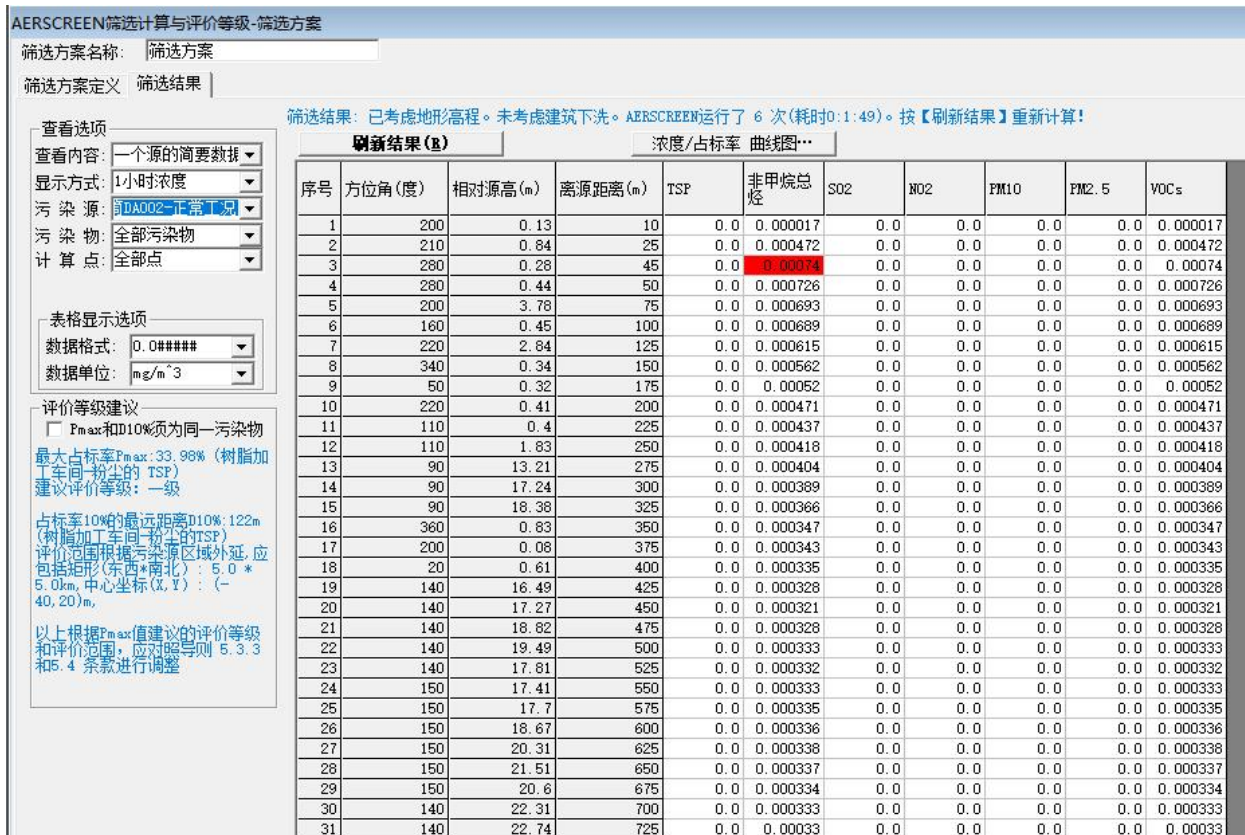 AERSCREEN筛选计算与评价等级-筛选方案
筛选方案名称: 筛选方案
筛选方案定义 筛选结果
筛选结果: 已考虑地形高程。未考虑建筑下洗。AERSCREEN运行了 6 次(耗时0:1:49)。按【刷新结果】重新计算!
刷新结果(R) 浓度/占标率 曲线图…
查看选项
查看内容: 一个源的简要数据
显示方式: 1小时浓度
污 染 源: DA002-正常工况
污 染 物: 全部污染物
计 算 点: 全部点
表格显示选项
数据格式: 0.0#####
数据单位: mg/m^3
评价等级建议
Pmax和D10%须为同一污染物
最大占标率Pmax:33.98% (树脂加
工车间-粉尘的 TSP)
建议评价等级: 一级
占标率10%的最远距离D10%:122m
(树脂加工车间-粉尘的TSP)
评价范围根据污染源区域外延,应
包括矩形(东西*南北) : 5.0 *
5.0km,中心坐标(X,Y) : (-
40,20)m,
以上根据Pmax值建议的评价等级
和评价范围,应对照导则 5.3.3
和5.4 条款进行调整
序号 方位角(度) 相对源高(m) 离源距离(m) TSP 非甲烷总烃 SO2 NO2 PM10 PM2.5 VOCs
1 200 0.13 10 0.0 0.000017 0.0 0.0 0.0 0.0 0.000017
2 210 0.84 25 0.0 0.000472 0.0 0.0 0.0 0.0 0.000472
3 280 0.28 45 0.0 0.00074 0.0 0.0 0.0 0.0 0.00074
4 280 0.44 50 0.0 0.000726 0.0 0.0 0.0 0.0 0.000726
5 200 3.78 75 0.0 0.000693 0.0 0.0 0.0 0.0 0.000693
6 160 0.45 100 0.0 0.000689 0.0 0.0 0.0 0.0 0.000689
7 220 2.84 125 0.0 0.000615 0.0 0.0 0.0 0.0 0.000615
8 340 0.34 150 0.0 0.000562 0.0 0.0 0.0 0.0 0.000562
9 50 0.32 175 0.0 0.00052 0.0 0.0 0.0 0.0 0.00052
10 220 0.41 200 0.0 0.000471 0.0 0.0 0.0 0.0 0.000471
11 110 0.4 225 0.0 0.000437 0.0 0.0 0.0 0.0 0.000437
12 110 1.83 250 0.0 0.000418 0.0 0.0 0.0 0.0 0.000418
13 90 13.21 275 0.0 0.000404 0.0 0.0 0.0 0.0 0.000404
14 90 17.24 300 0.0 0.000389 0.0 0.0 0.0 0.0 0.000389
15 90 18.38 325 0.0 0.000366 0.0 0.0 0.0 0.0 0.000366
16 360 0.83 350 0.0 0.000347 0.0 0.0 0.0 0.0 0.000347
17 200 0.08 375 0.0 0.000343 0.0 0.0 0.0 0.0 0.000343
18 20 0.61 400 0.0 0.000335 0.0 0.0 0.0 0.0 0.000335
19 140 16.49 425 0.0 0.000328 0.0 0.0 0.0 0.0 0.000328
20 140 17.27 450 0.0 0.000321 0.0 0.0 0.0 0.0 0.000321
21 140 18.82 475 0.0 0.000328 0.0 0.0 0.0 0.0 0.000328
22 140 19.49 500 0.0 0.000333 0.0 0.0 0.0 0.0 0.000333
23 140 17.81 525 0.0 0.000332 0.0 0.0 0.0 0.0 0.000332
24 150 17.41 550 0.0 0.000333 0.0 0.0 0.0 0.0 0.000333
25 150 17.7 575 0.0 0.000335 0.0 0.0 0.0 0.0 0.000335
26 150 18.67 600 0.0 0.000336 0.0 0.0 0.0 0.0 0.000336
27 150 20.31 625 0.0 0.000338 0.0 0.0 0.0 0.0 0.000338
28 150 21.51 650 0.0 0.000337 0.0 0.0 0.0 0.0 0.000337
29 150 20.6 675 0.0 0.000334 0.0 0.0 0.0 0.0 0.000334
30 140 22.31 700 0.0 0.000333 0.0 0.0 0.0 0.0 0.000333
31 140 22.74 725 0.0 0.00033 0.0 0.0 0.0 0.0 0.00033